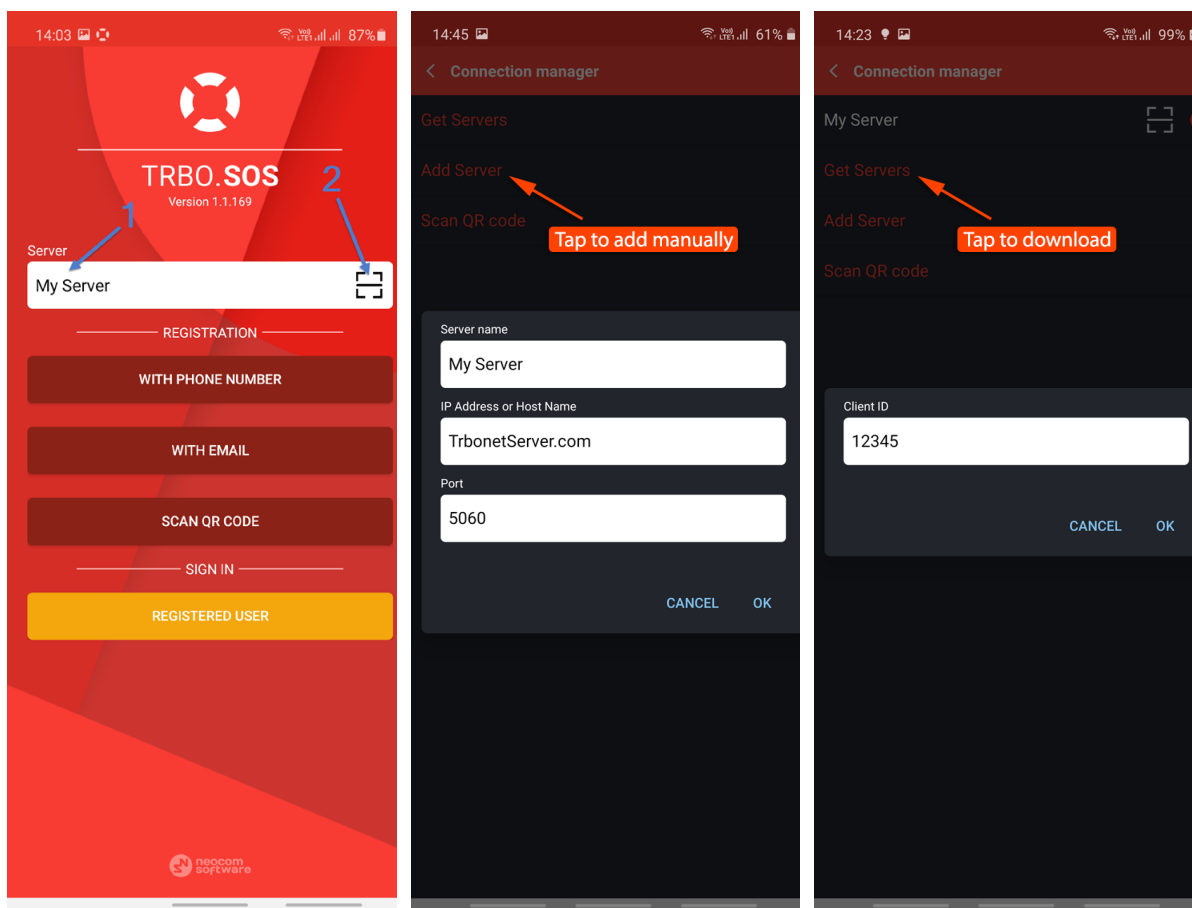 14:03
VoI) LTE1 87%
TRBO.SOS
2
Version 1.1.169
1
Server
My Server
REGISTRATION
WITH PHONE NUMBER
WITH EMAIL
SCAN QR CODE
SIGN IN
REGISTERED USER
neocom
software
14:45
LTE1 61%
Connection manager
Get Servers
Add Server
Scan QR code
Tap to add manually
Server name
My Server
IP Address or Host Name
TrbonetServer.com
Port
5060
CANCEL OK
14:23
LTE1 99%
Connection manager
My Server
Get Servers
Add Server
Tap to download
Scan QR code
Client ID
12345
CANCEL OK